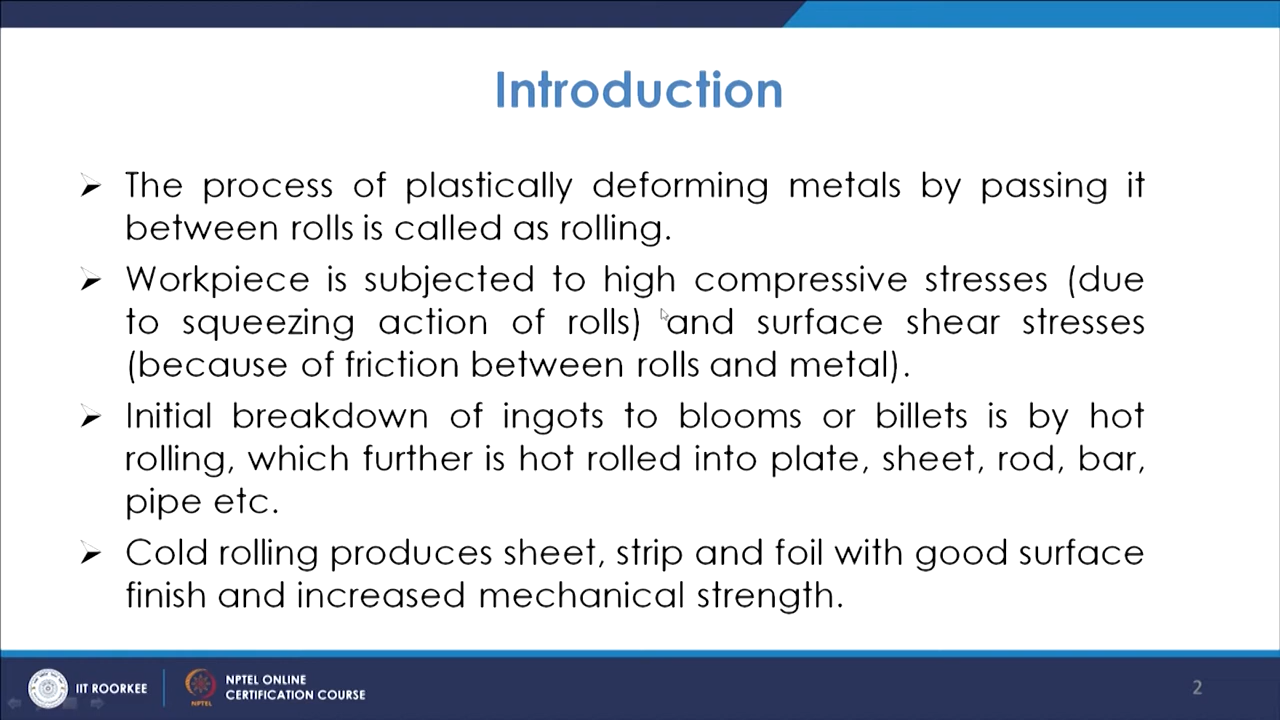 Introduction
The process of plastically deforming metals by passing it
between rolls is called as rolling.
Workpiece is subjected to high compressive stresses (due
to squeezing action of rolls) and surface shear stresses
(because of friction between rolls and metal).
Initial breakdown of ingots to blooms or billets is by hot
rolling, which further is hot rolled into plate, sheet, rod, bar,
pipe etc.
Cold rolling produces sheet, strip and foil with good surface
finish and increased mechanical strength.
IIT ROORKEE
NPTEL
NPTEL ONLINE
CERTIFICATION COURSE
2